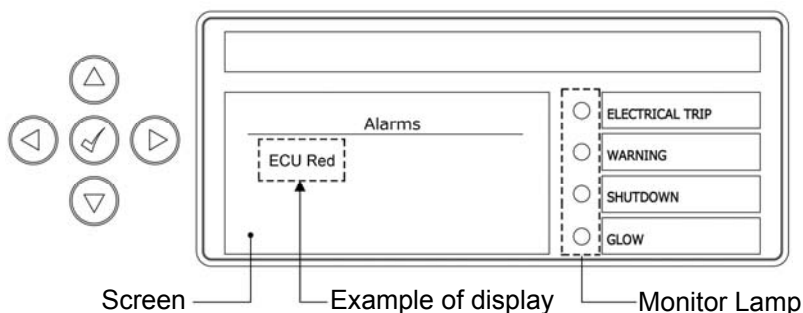 Alarms
ECU Red
ELECTRICAL TRIP
WARNING
SHUTDOWN
GLOW
Screen
Example of display
Monitor Lamp